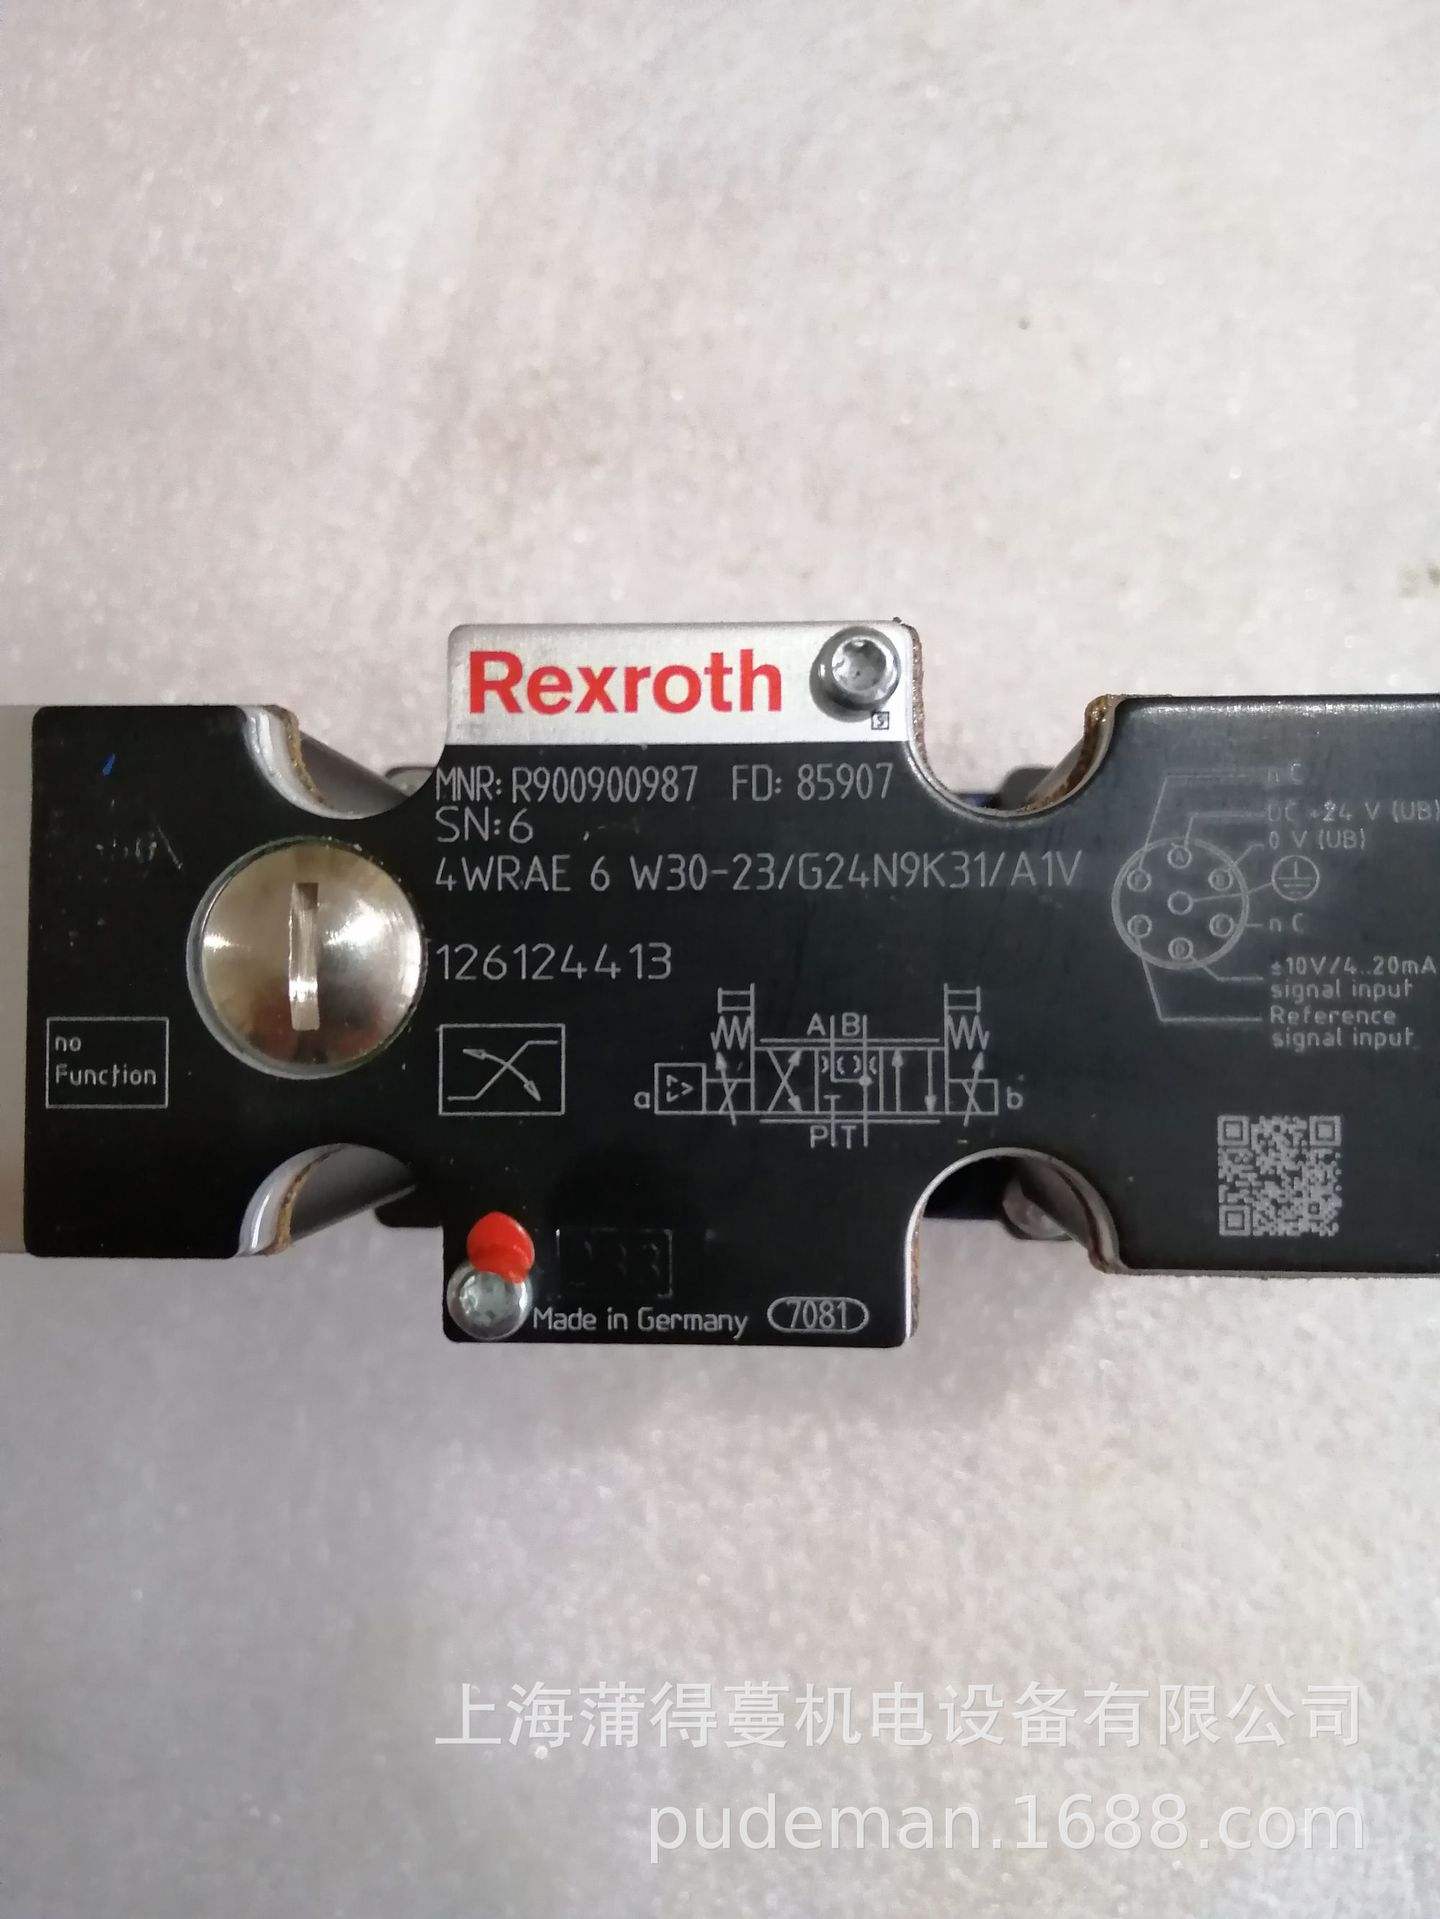 Rexroth
S
MNR: R900900987 FD: 85907
SN: 6
4WRAE 6 W30-23/G24N9K31/A1V
126124413
n C
DC +24 V (UB)
0 V (UB)
A
B
n C
D
±10V/4..20mA
signal input
Reference
signal input
no
Function
A B
a
b
P T
Made in Germany 7081
上海蒲得蔓机电设备有限公司
pudeman.1688.com